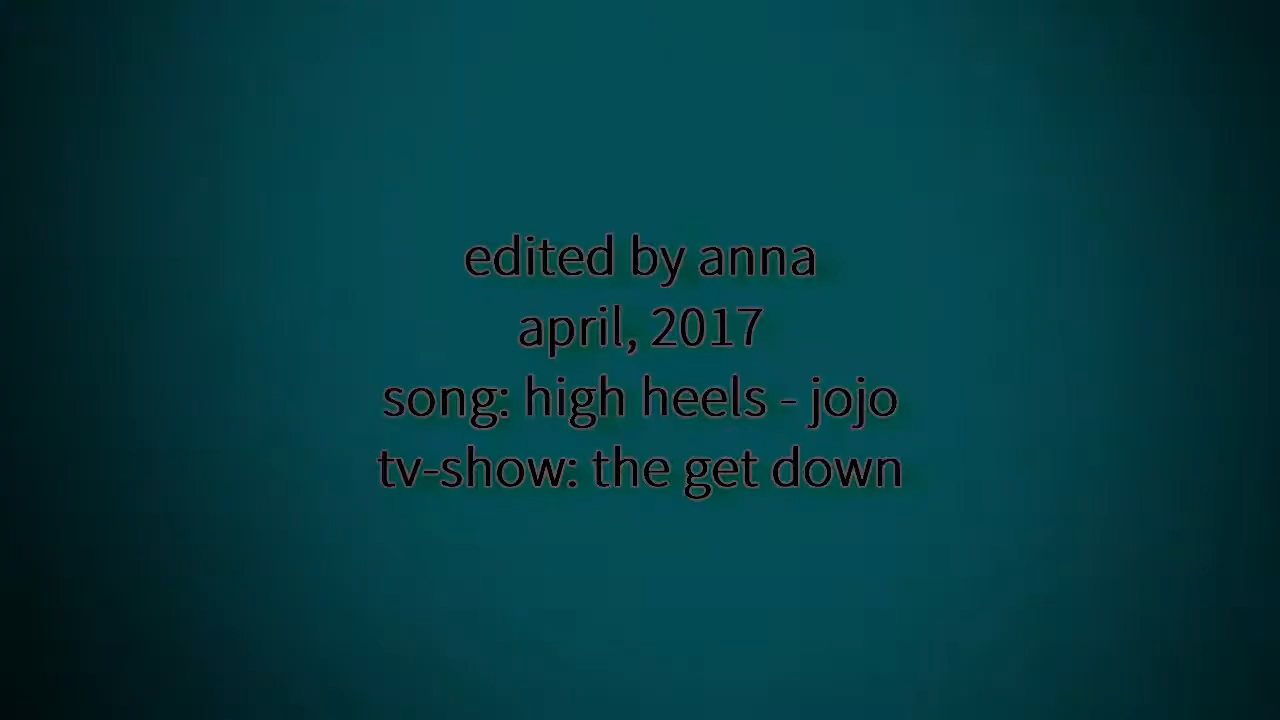 edited by anna
april, 2017
song: high heels - jojo
tv-show: the get down